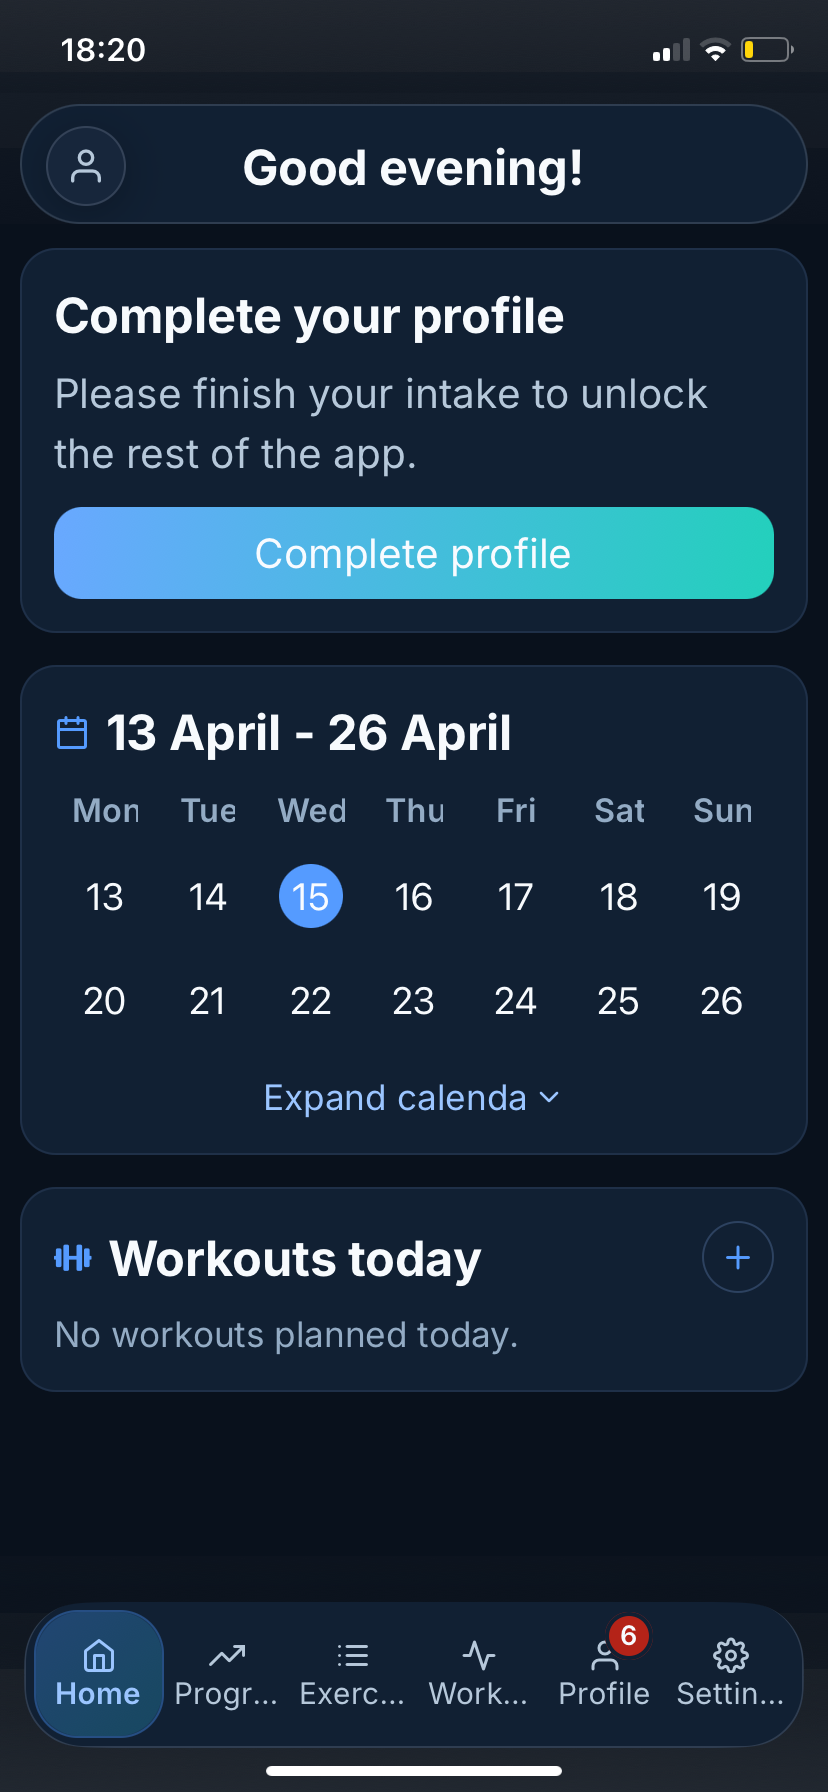 18:20
Good evening!
Complete your profile
Please finish your intake to unlock
the rest of the app.
Complete profile
13 April - 26 April
Mon Tue Wed Thu Fri Sat Sun
13 14 15 16 17 18 19
20 21 22 23 24 25 26
Expand calenda
Workouts today
No workouts planned today.
6
Home Progr... Exerc... Work... Profile Settin...